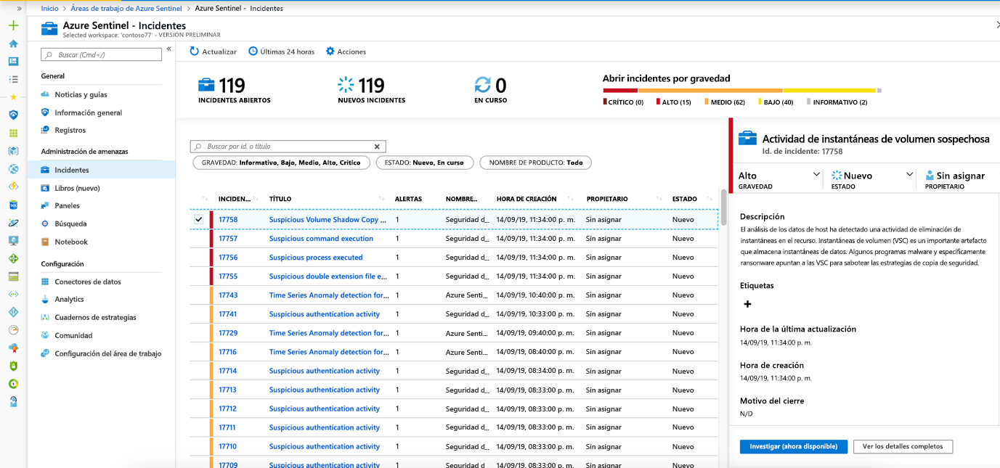 Inicio > Áreas de trabajo de Azure Sentinel > Azure Sentinel - Incidentes
Azure Sentinel - Incidentes
Selected workspace: 'contoso77' - VERSIÓN PRELIMINAR
Buscar (Cmd+/)
General
Noticias y guías
Información general
Registros
Administración de amenazas
Incidentes
Libros (nuevo)
Paneles
Búsqueda
Notebook
Configuración
Conectores de datos
Analytics
Cuadernos de estrategias
Comunidad
Configuración del área de trabajo
Actualizar Últimas 24 horas Acciones
119 INCIDENTES ABIERTOS
119 NUEVOS INCIDENTES
0 EN CURSO
Abrir incidentes por gravedad
CRÍTICO (0) ALTO (15) MEDIO (62) BAJO (40) INFORMATIVO (2)
Buscar por id. o título
GRAVEDAD: Informativo, Bajo, Medio, Alto, Crítico ESTADO: Nuevo, En curso NOMBRE DE PRODUCTO: Todo
INCIDEN... TÍTULO ALERTAS NOMBRE... HORA DE CREACIÓN PROPIETARIO ESTADO
17758 Suspicious Volume Shadow Copy ... 1 Seguridad d... 14/09/19, 11:34:00 p. m. Sin asignar Nuevo
17757 Suspicious command execution 1 Seguridad d... 14/09/19, 11:34:00 p. m. Sin asignar Nuevo
17756 Suspicious process executed 1 Seguridad d... 14/09/19, 11:34:00 p. m. Sin asignar Nuevo
17755 Suspicious double extension file e... 1 Seguridad d... 14/09/19, 11:34:00 p. m. Sin asignar Nuevo
17743 Time Series Anomaly detection for... 1 Azure Senti... 14/09/19, 10:40:00 p. m. Sin asignar Nuevo
17741 Suspicious authentication activity 1 Seguridad d... 14/09/19, 10:33:00 p. m. Sin asignar Nuevo
17729 Time Series Anomaly detection for... 1 Azure Senti... 14/09/19, 09:40:00 p. m. Sin asignar Nuevo
17716 Time Series Anomaly detection for... 1 Azure Senti... 14/09/19, 08:40:00 p. m. Sin asignar Nuevo
17714 Suspicious authentication activity 1 Seguridad d... 14/09/19, 08:34:00 p. m. Sin asignar Nuevo
17713 Suspicious authentication activity 1 Seguridad d... 14/09/19, 08:33:00 p. m. Sin asignar Nuevo
17712 Suspicious authentication activity 1 Seguridad d... 14/09/19, 08:33:00 p. m. Sin asignar Nuevo
17711 Suspicious authentication activity 1 Seguridad d... 14/09/19, 08:33:00 p. m. Sin asignar Nuevo
17710 Suspicious authentication activity 1 Seguridad d... 14/09/19, 08:33:00 p. m. Sin asignar Nuevo
17709 Suspicious authentication activity 1 Seguridad d 14/09/19, 08:33:00 p. m. Sin asignar Nuevo
Actividad de instantáneas de volumen sospechosa
Id. de incidente: 17758
Alto Nuevo Sin asignar
GRAVEDAD ESTADO PROPIETARIO
Descripción
El análisis de los datos de host ha detectado una actividad de eliminación de
instantáneas en el recurso. Instantáneas de volumen (VSC) es un importante artefacto
que almacena instantáneas de datos. Algunos programas malware y específicamente
ransonware apuntan a las VSC para sabotear las estrategias de copia de seguridad.
Etiquetas
Hora de la última actualización
14/09/19, 11:34:00 p. m.
Hora de creación
14/09/19, 11:34:00 p. m.
Motivo del cierre
N/D
Investigar (ahora disponible) Ver los detalles completos